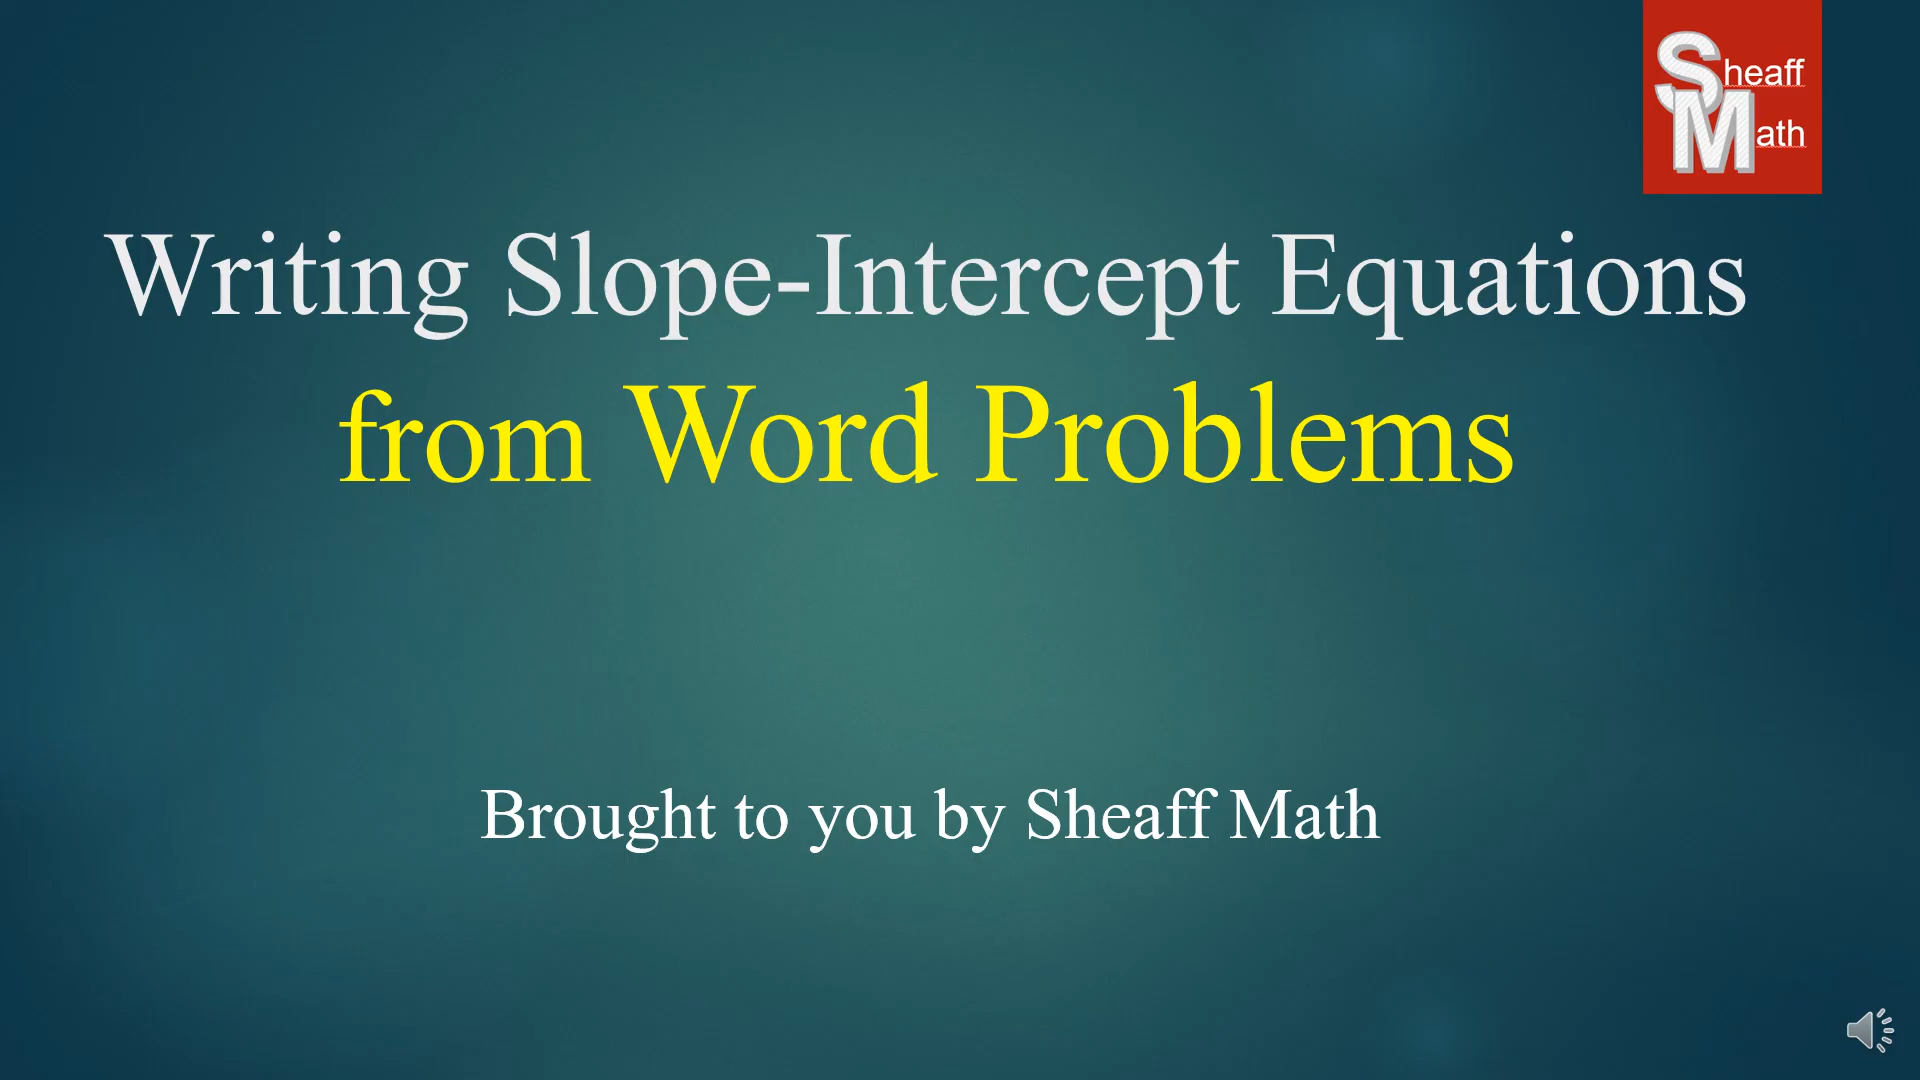 Sheaff
Math
Writing Slope-Intercept Equations
from Word Problems
Brought to you by Sheaff Math